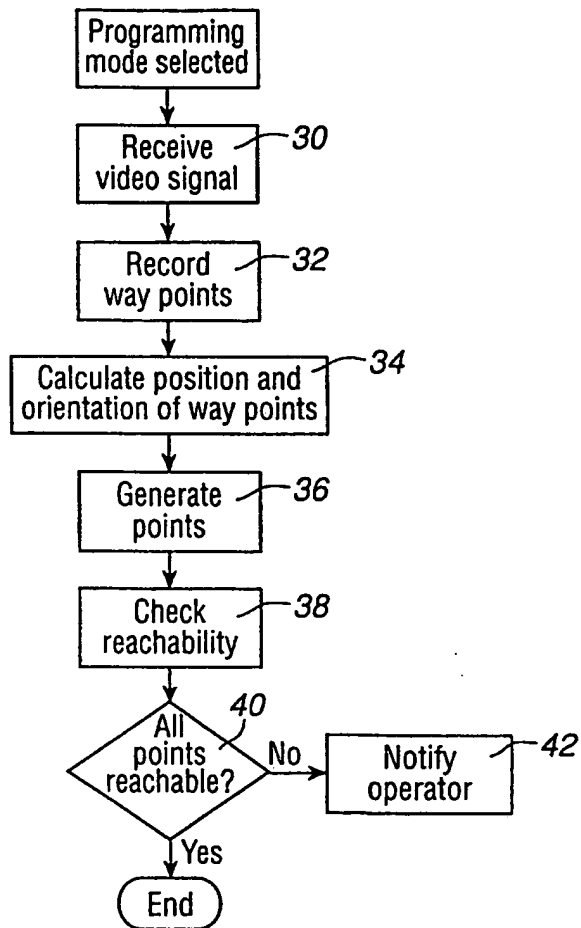 Programming
mode selected
Receive
video signal
30
Record
way points
32
Calculate position and
orientation of way points
34
Generate
points
36
Check
reachability
38
All
points
reachable?
40
No
Notify
operator
42
Yes
End